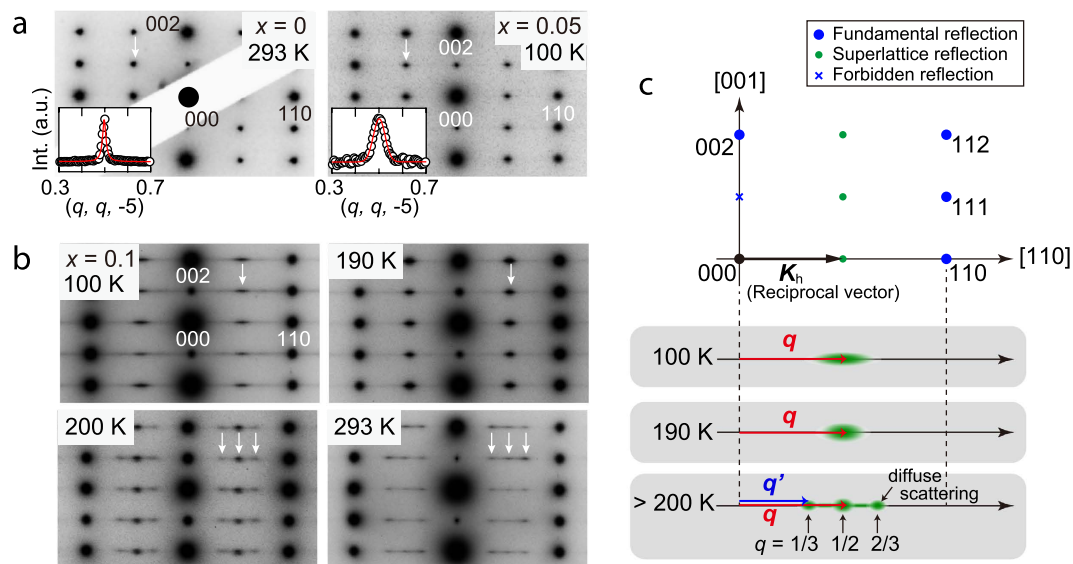 a
002
x = 0
293 K
000
110
Int. (a.u.)
0.3
0.7
(q, q, -5)
x = 0.05
100 K
002
000
110
0.3
0.7
(q, q, -5)
b
x = 0.1
100 K
002
000
110
190 K
200 K
293 K
Fundamental reflection
Superlattice reflection
Forbidden reflection
c
[001]
002
112
111
000
Kh
110
[110]
(Reciprocal vector)
100 K
q
190 K
q
> 200 K
q’
q
diffuse
scattering
q = 1/3
1/2
2/3